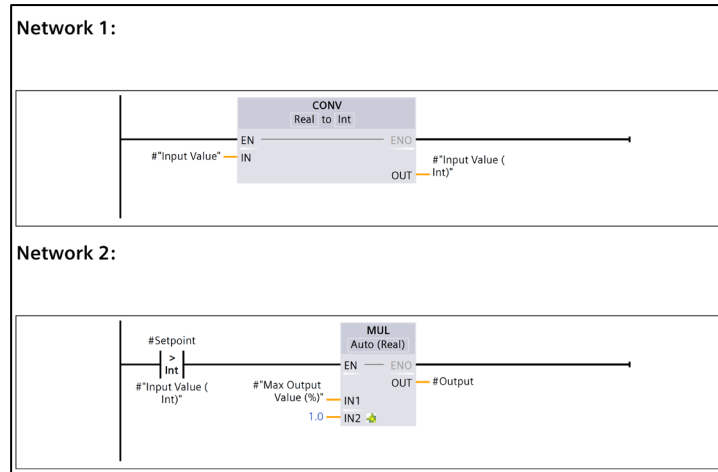 Network 1:
CONV
Real to Int
EN
ENO
#"Input Value"
IN
#"Input Value (
Int)"
OUT
Network 2:
#Setpoint
>
Int
#"Input Value (
Int)"
MUL
Auto (Real)
EN
ENO
OUT
#Output
#"Max Output
Value (%)"
IN1
1.0
IN2